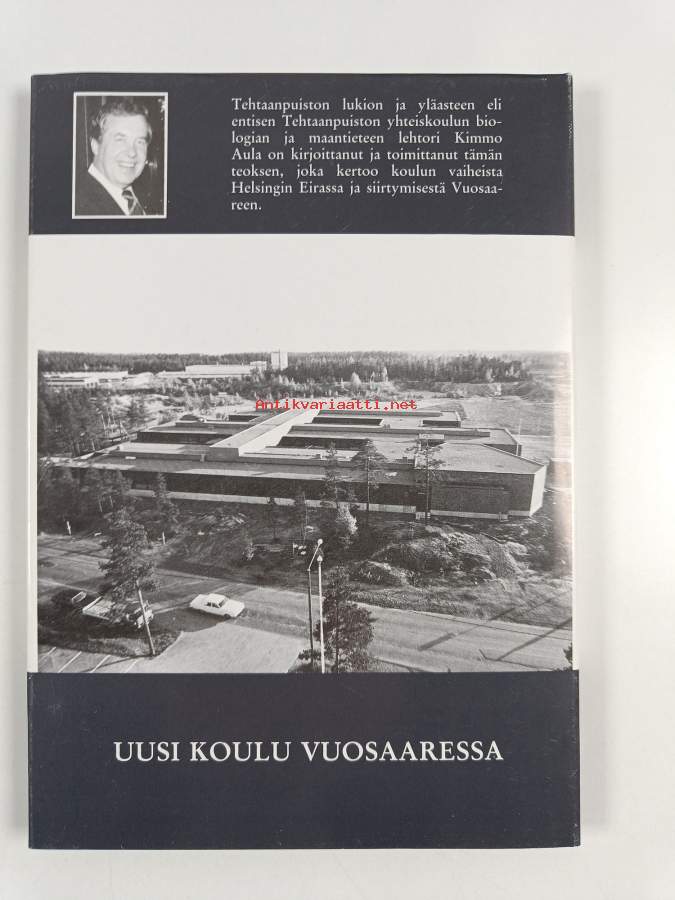 Tehtaanpuiston lukion ja yläasteen eli
entisen Tehtaanpuiston yhteiskoulun bio-
logian ja maantieteen lehtori Kimmo
Aula on kirjoittanut ja toimittanut tämän
teoksen, joka kertoo koulun vaiheista
Helsingin Eirassa ja siirtymisestä Vuosaa-
reen.
Antikvariaatti.net
UUSI KOULU VUOSAARESSA